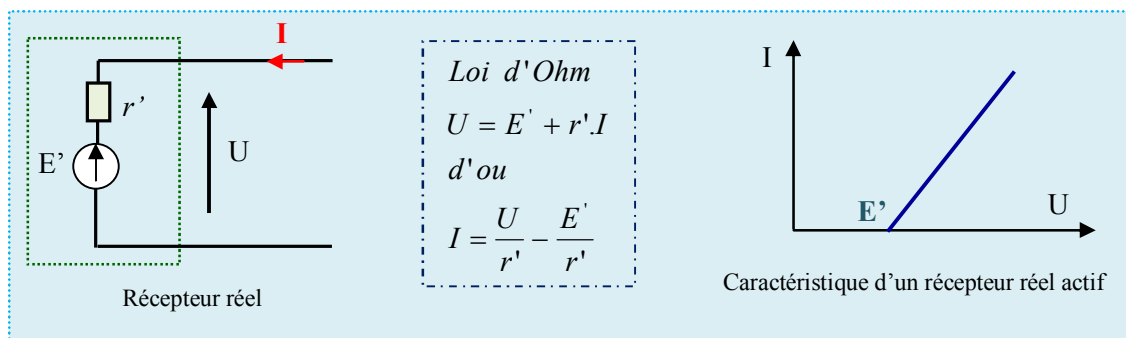 I
r'
E'
U
Récepteur réel
Loi d'Ohm
U = E' + r'.I
d'ou
I = U/r' − E'/r'
I
E'
U
Caractéristique d'un récepteur réel actif